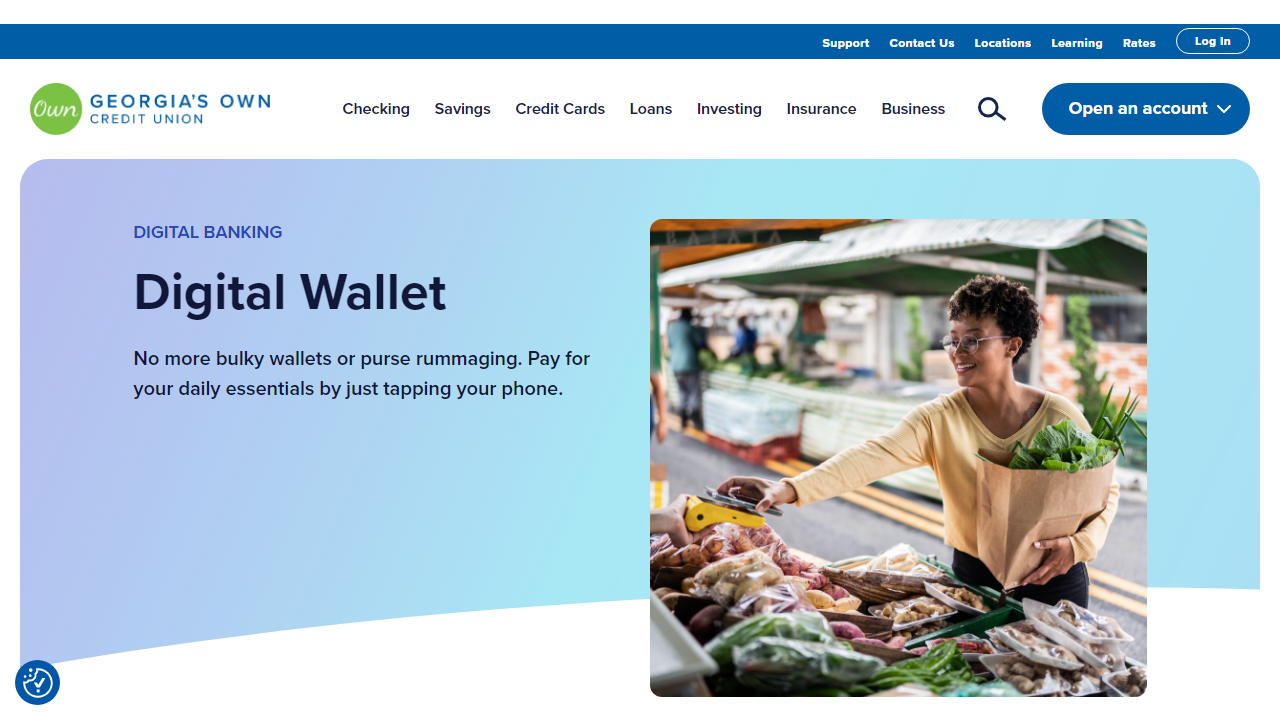 Support Contact Us Locations Learning Rates Log In
Own GEORGIA'S OWN
CREDIT UNION
Checking Savings Credit Cards Loans Investing Insurance Business Open an account
DIGITAL BANKING
Digital Wallet
No more bulky wallets or purse rummaging. Pay for
your daily essentials by just tapping your phone.